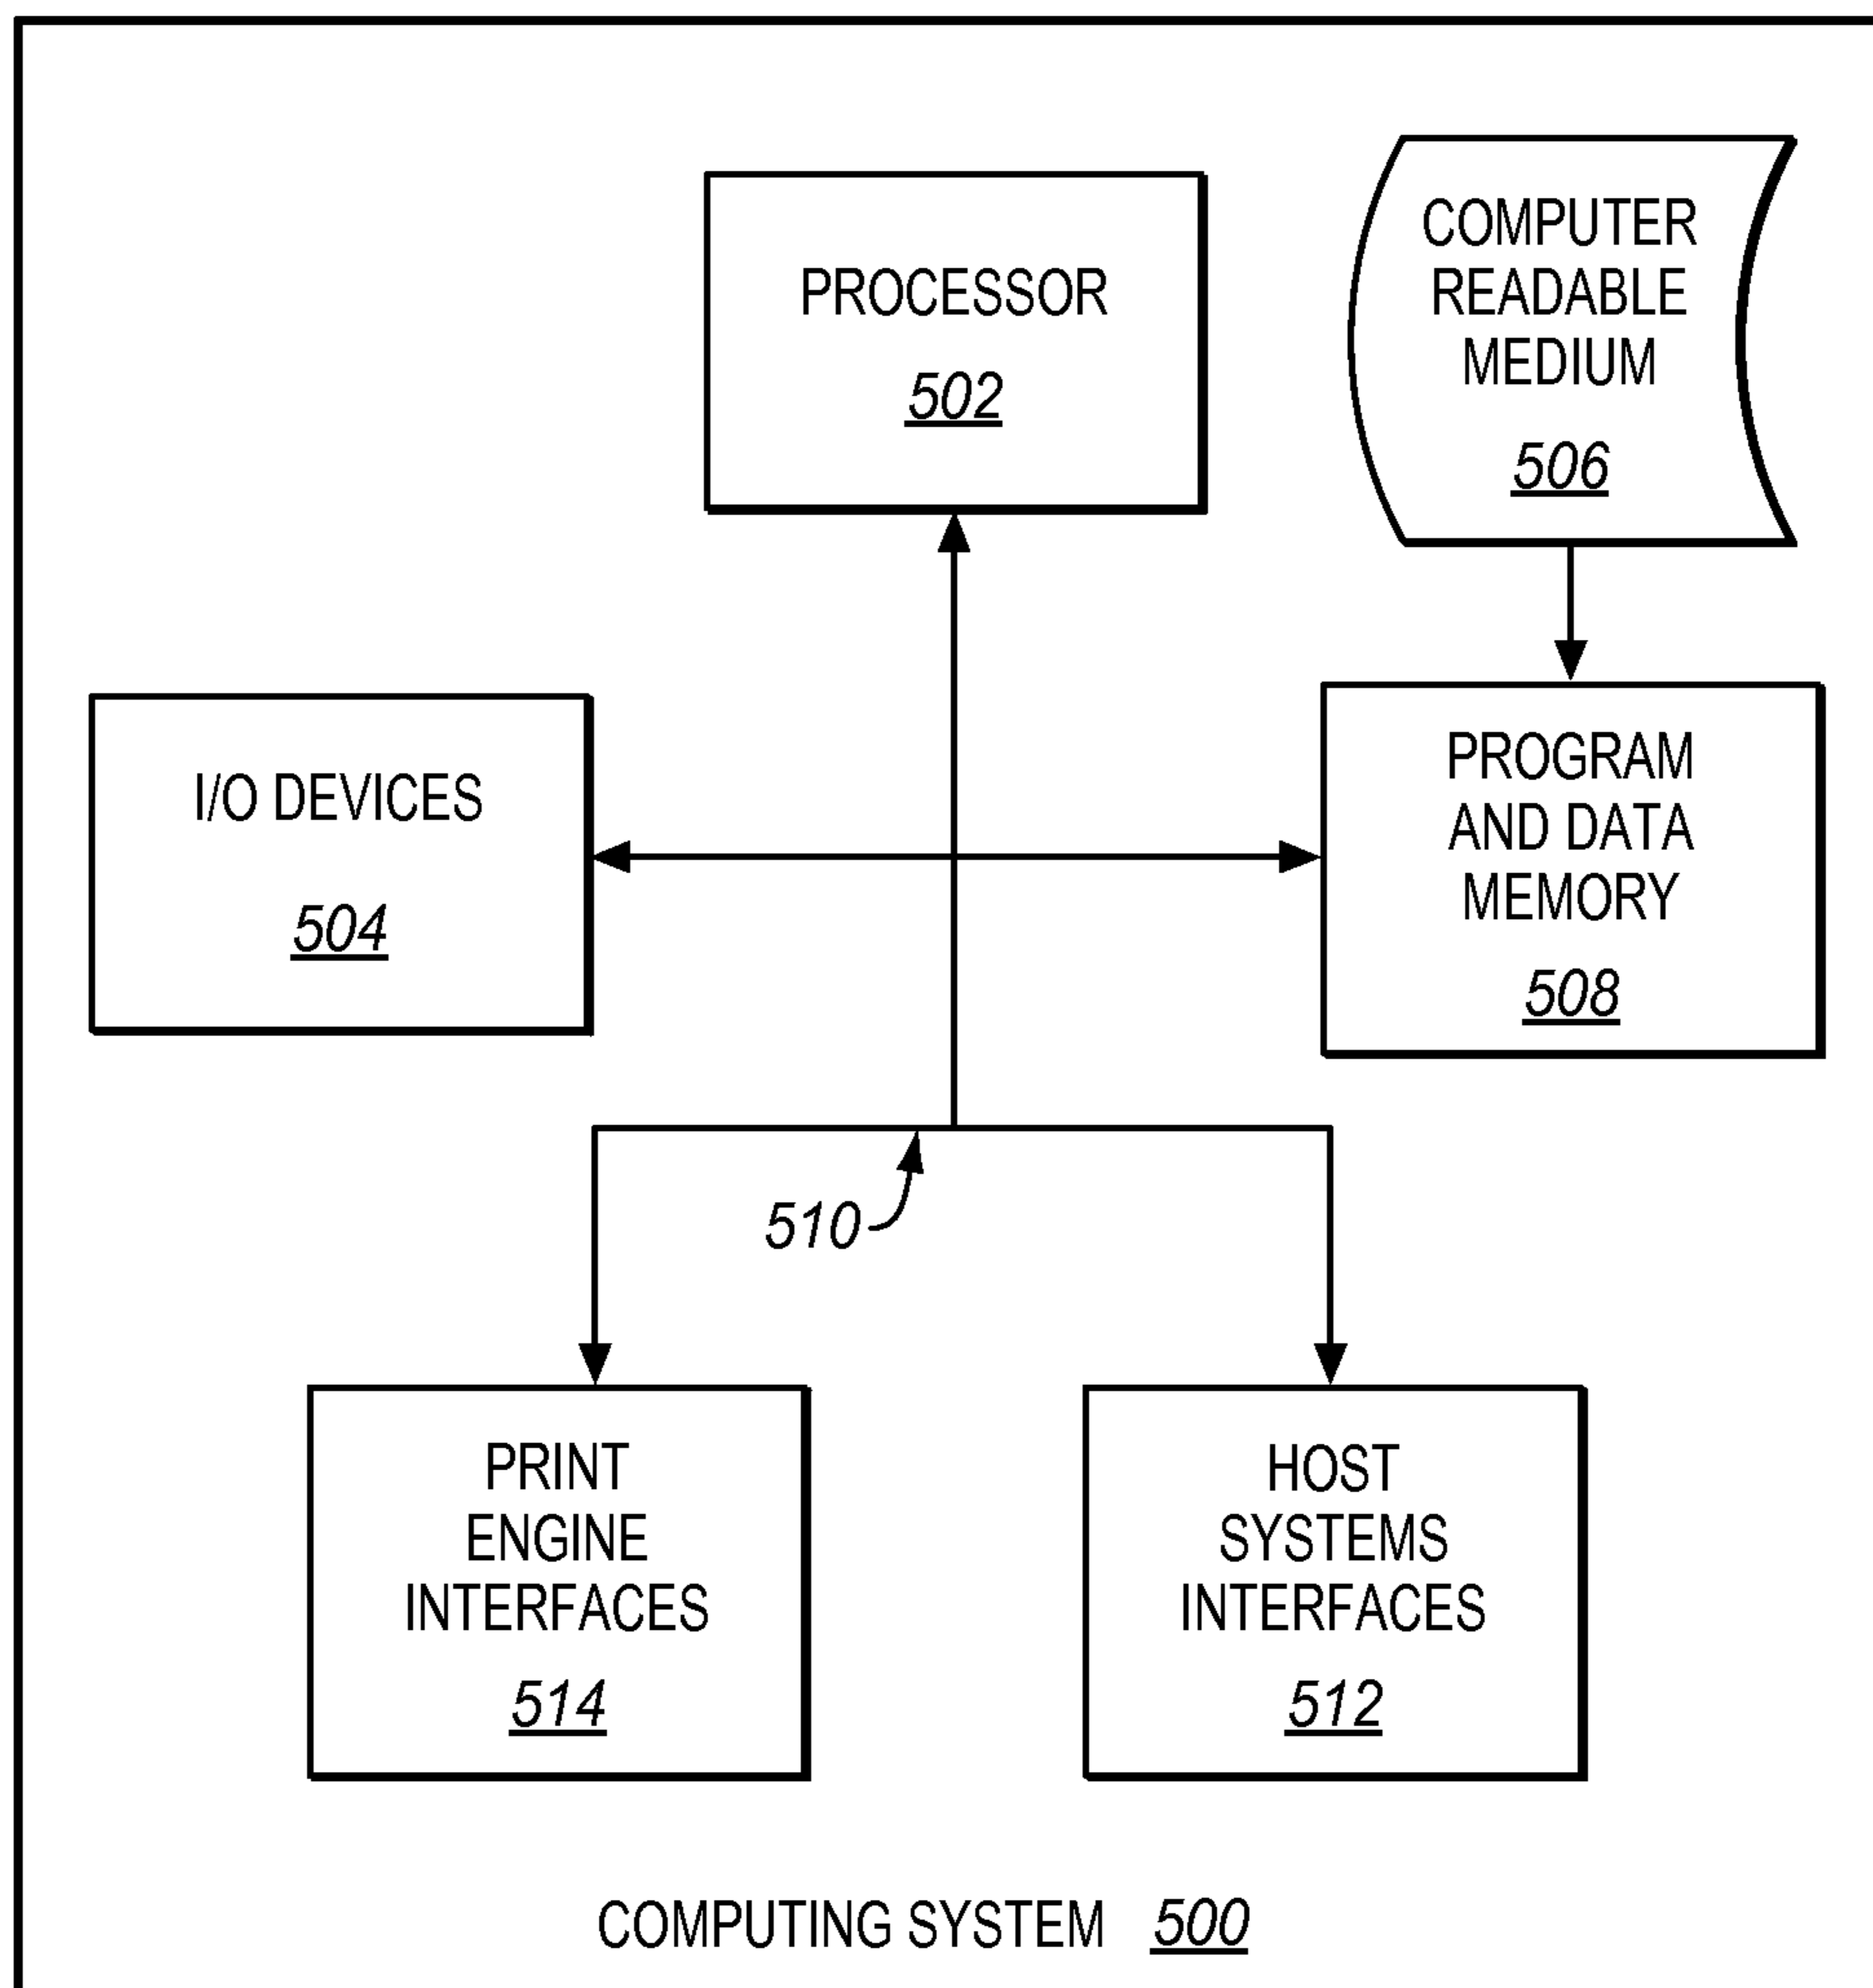 PROCESSOR
502
COMPUTER
READABLE
MEDIUM
506
I/O DEVICES
504
PROGRAM
AND DATA
MEMORY
508
510
PRINT
ENGINE
INTERFACES
514
HOST
SYSTEMS
INTERFACES
512
COMPUTING SYSTEM 500